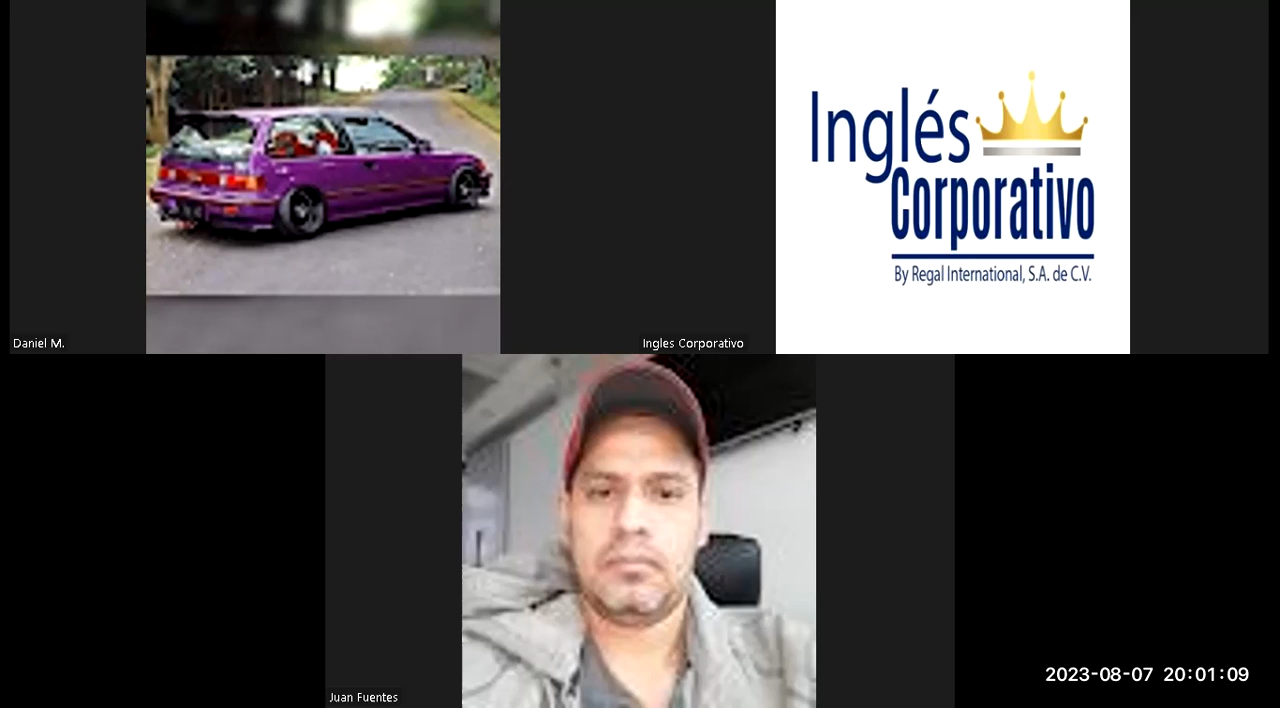 Inglés
Corporativo
By Regal International, S.A. de C.V.
Daniel M.
Ingles Corporativo
Juan Fuentes
2023-08-07 20:01:09